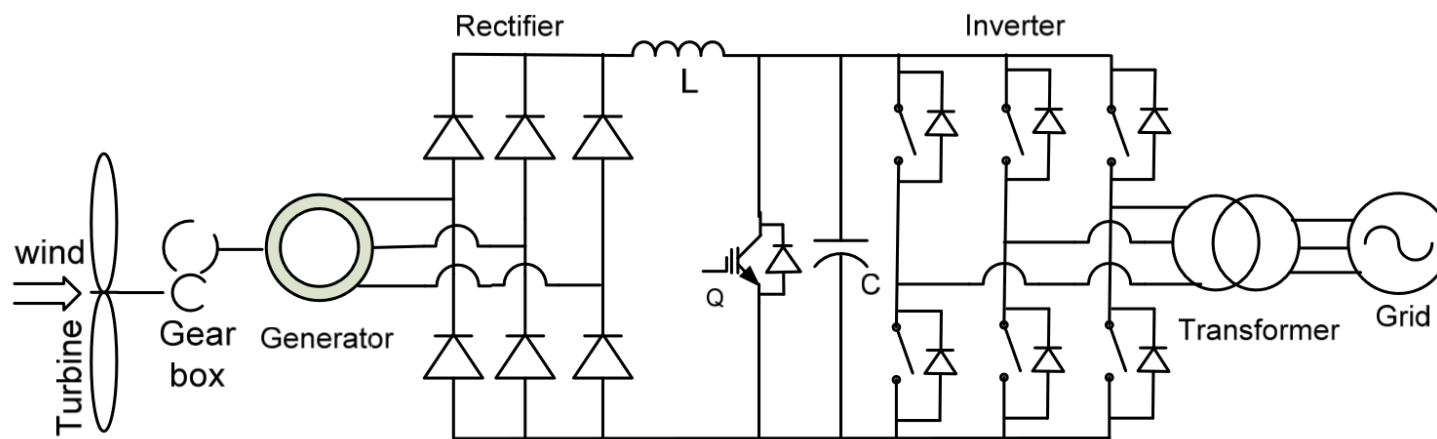 Rectifier
Inverter
L
wind
Q
C
Turbine
Gear
box
Generator
Transformer
Grid